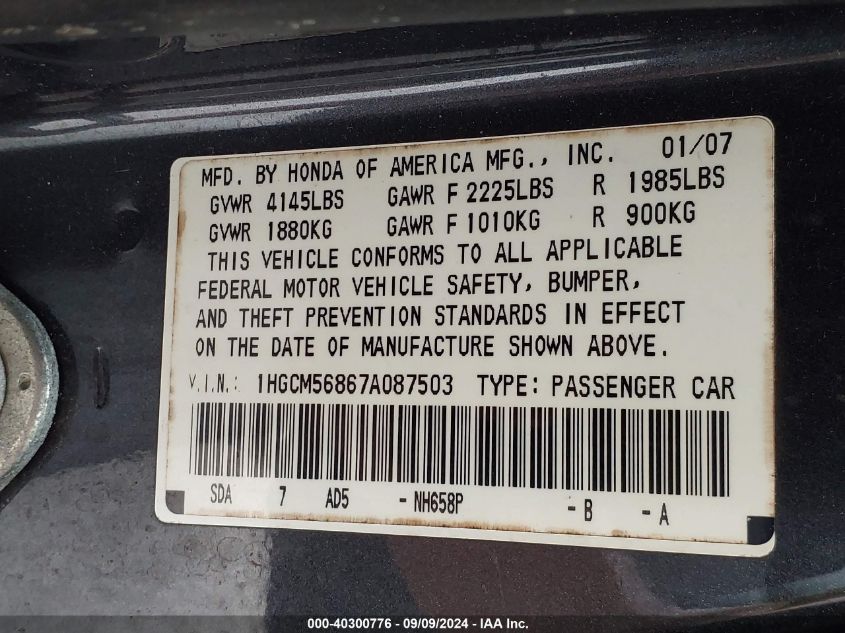 MFD. BY HONDA OF AMERICA MFG., INC. 01/07
GVWR 4145LBS GAWR F 2225LBS R 1985LBS
GVWR 1880KG GAWR F 1010KG R 900KG
THIS VEHICLE CONFORMS TO ALL APPLICABLE
FEDERAL MOTOR VEHICLE SAFETY, BUMPER,
AND THEFT PREVENTION STANDARDS IN EFFECT
ON THE DATE OF MANUFACTURE SHOWN ABOVE.
V.I.N.: 1HGCM56867A087503 TYPE: PASSENGER CAR
SDA 7 AD5 -NH658P -B -A
000-40300776 - 09/09/2024 - IAA Inc.